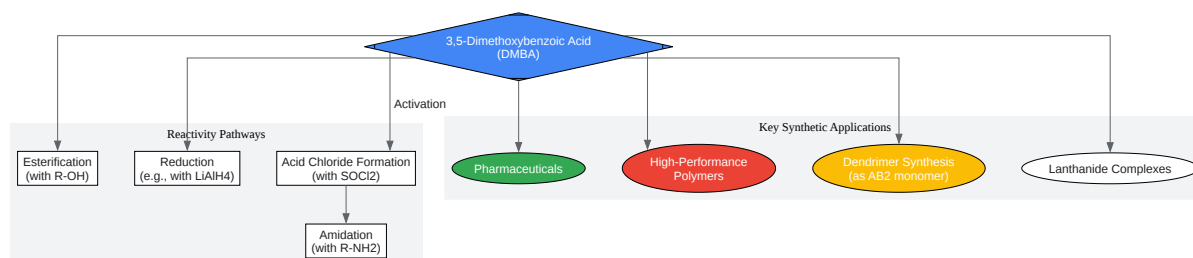 3,5-Dimethoxybenzoic Acid
(DMBA)
Activation
Reactivity Pathways
Key Synthetic Applications
Esterification
(with R-OH)
Reduction
(e.g., with LiAlH4)
Acid Chloride Formation
(with SOCl2)
Pharmaceuticals
High-Performance
Polymers
Dendrimer Synthesis
(as AB2 monomer)
Lanthanide Complexes
Amidation
(with R-NH2)